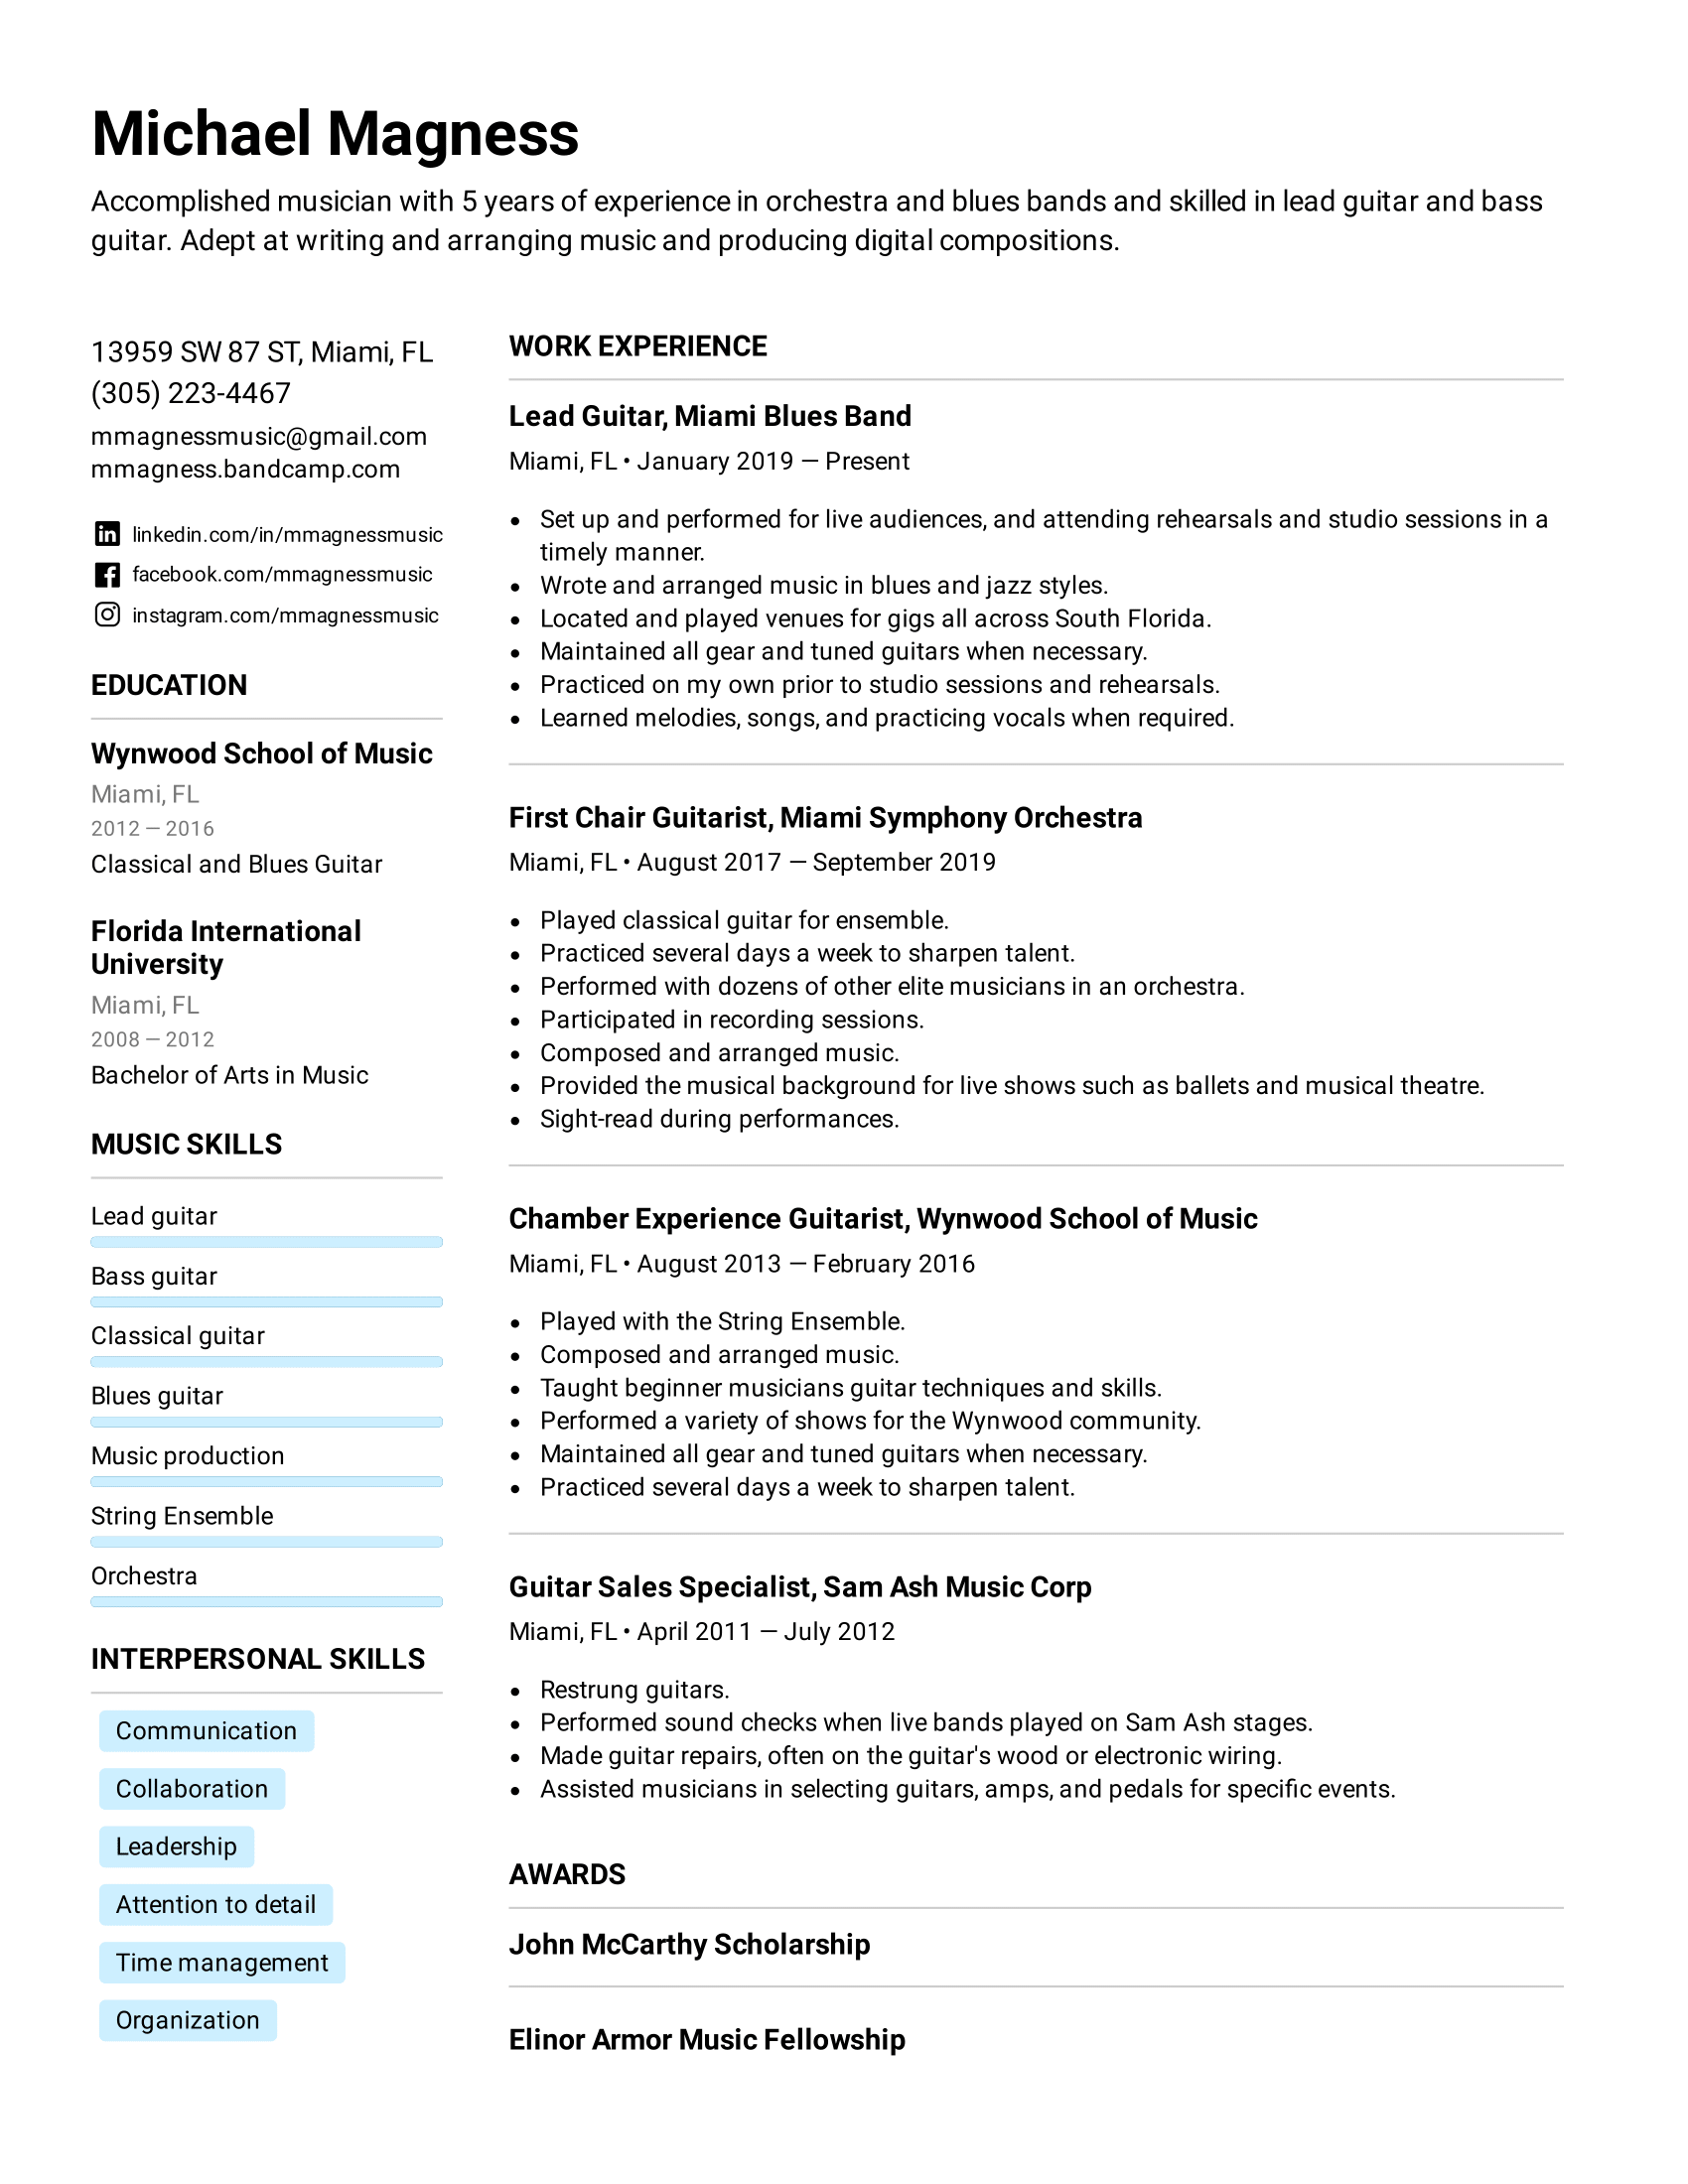 Michael Magness
Accomplished musician with 5 years of experience in orchestra and blues bands and skilled in lead guitar and bass
guitar. Adept at writing and arranging music and producing digital compositions.
13959 SW 87 ST, Miami, FL
(305) 223-4467
mmagnessmusic@gmail.com
mmagness.bandcamp.com
linkedin.com/in/mmagnessmusic
facebook.com/mmagnessmusic
instagram.com/mmagnessmusic
EDUCATION
Wynwood School of Music
Miami, FL
2012 — 2016
Classical and Blues Guitar
Florida International
University
Miami, FL
2008 — 2012
Bachelor of Arts in Music
MUSIC SKILLS
Lead guitar
Bass guitar
Classical guitar
Blues guitar
Music production
String Ensemble
Orchestra
INTERPERSONAL SKILLS
Communication
Collaboration
Leadership
Attention to detail
Time management
Organization
WORK EXPERIENCE
Lead Guitar, Miami Blues Band
Miami, FL • January 2019 — Present
• Set up and performed for live audiences, and attending rehearsals and studio sessions in a
timely manner.
• Wrote and arranged music in blues and jazz styles.
• Located and played venues for gigs all across South Florida.
• Maintained all gear and tuned guitars when necessary.
• Practiced on my own prior to studio sessions and rehearsals.
• Learned melodies, songs, and practicing vocals when required.
First Chair Guitarist, Miami Symphony Orchestra
Miami, FL • August 2017 — September 2019
• Played classical guitar for ensemble.
• Practiced several days a week to sharpen talent.
• Performed with dozens of other elite musicians in an orchestra.
• Participated in recording sessions.
• Composed and arranged music.
• Provided the musical background for live shows such as ballets and musical theatre.
• Sight-read during performances.
Chamber Experience Guitarist, Wynwood School of Music
Miami, FL • August 2013 — February 2016
• Played with the String Ensemble.
• Composed and arranged music.
• Taught beginner musicians guitar techniques and skills.
• Performed a variety of shows for the Wynwood community.
• Maintained all gear and tuned guitars when necessary.
• Practiced several days a week to sharpen talent.
Guitar Sales Specialist, Sam Ash Music Corp
Miami, FL • April 2011 — July 2012
• Restrung guitars.
• Performed sound checks when live bands played on Sam Ash stages.
• Made guitar repairs, often on the guitar's wood or electronic wiring.
• Assisted musicians in selecting guitars, amps, and pedals for specific events.
AWARDS
John McCarthy Scholarship
Elinor Armor Music Fellowship